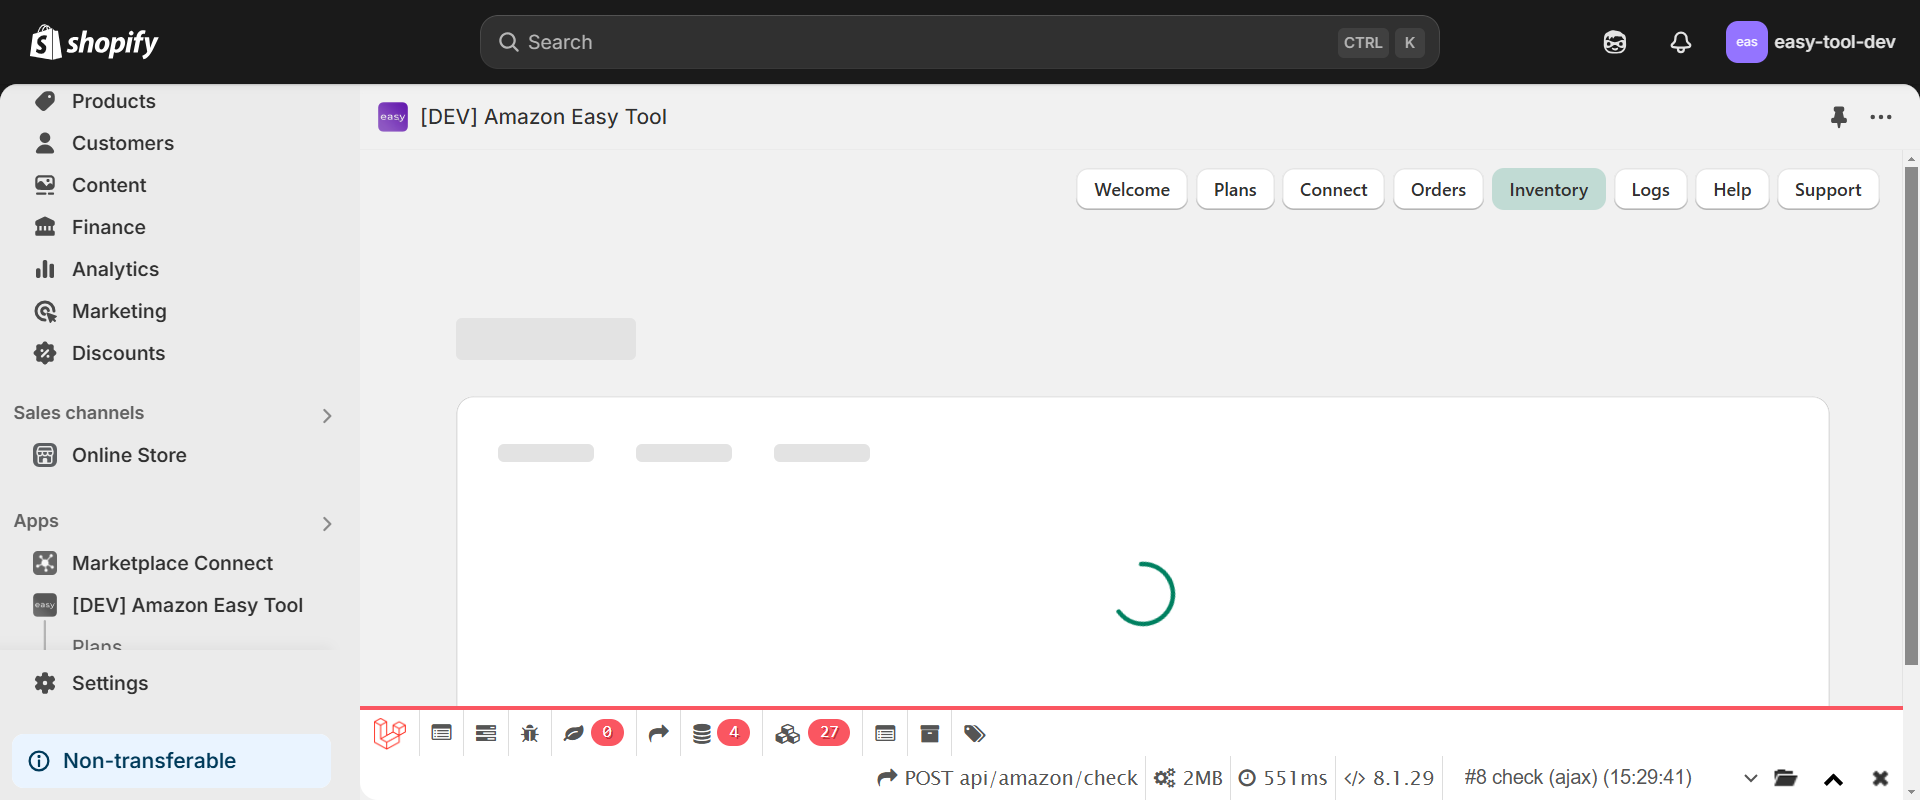 shopify
Search
CTRL K
eas
easy-tool-dev
Products
Customers
Content
Finance
Analytics
Marketing
Discounts
Sales channels
Online Store
Apps
Marketplace Connect
easy
[DEV] Amazon Easy Tool
Plans
Settings
Non-transferable
easy
[DEV] Amazon Easy Tool
Welcome Plans Connect Orders Inventory Logs Help Support
0 4 27
POST api/amazon/check 2MB 551ms </> 8.1.29 #8 check (ajax) (15:29:41)